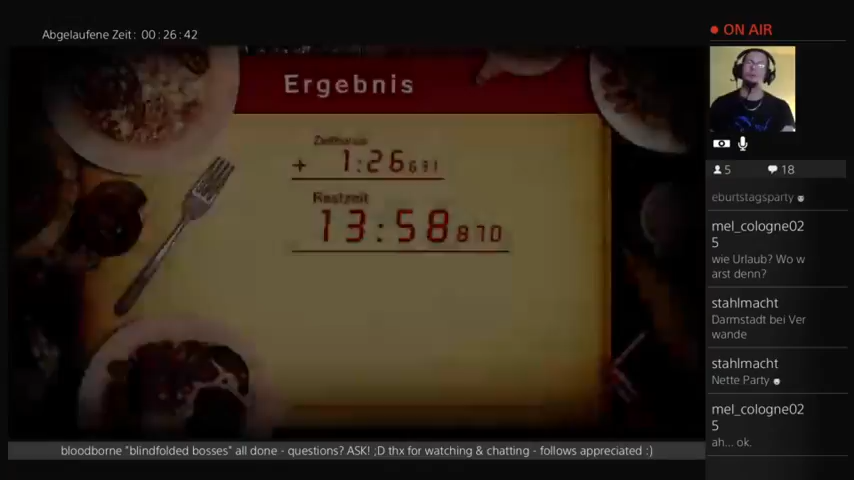 Abgelaufene Zeit: 00:26:42
ON AIR
Ergebnis
Zeitbonus
+ 1:26 691
Restzeit
13:58 870
5 18
eburtstagsparty
mel_cologne02
5
wie Urlaub? Wo w
arst denn?
stahlmacht
Darmstadt bei Ver
wande
stahlmacht
Nette Party
mel_cologne02
5
ah... ok.
bloodborne "blindfolded bosses" all done - questions? ASK! ;D thx for watching & chatting - follows appreciated :)